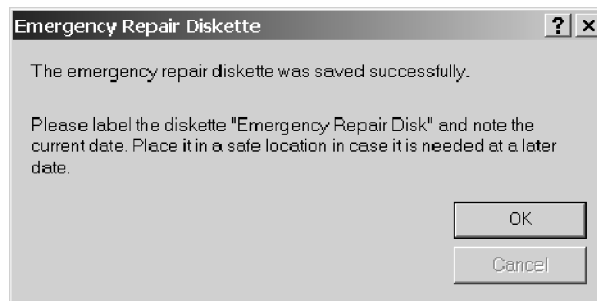 Emergency Repair Diskette
The emergency repair diskette was saved successfully.
Please label the diskette "Emergency Repair Disk" and note the
current date. Place it in a safe location in case it is needed at a later
date.
OK
Cancel